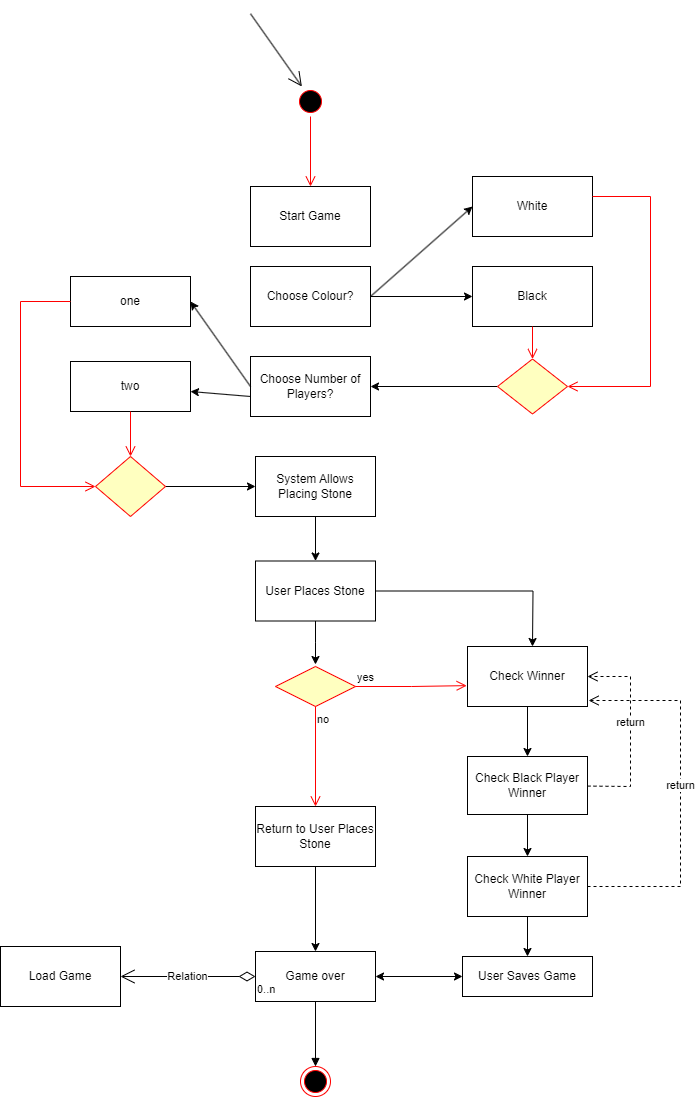 Start Game
White
Choose Colour?
Black
one
Choose Number of
Players?
two
System Allows
Placing Stone
User Places Stone
yes
Check Winner
no
return
Check Black Player
Winner
return
Return to User Places
Stone
Check White Player
Winner
Load Game
Relation
Game over
0..n
User Saves Game